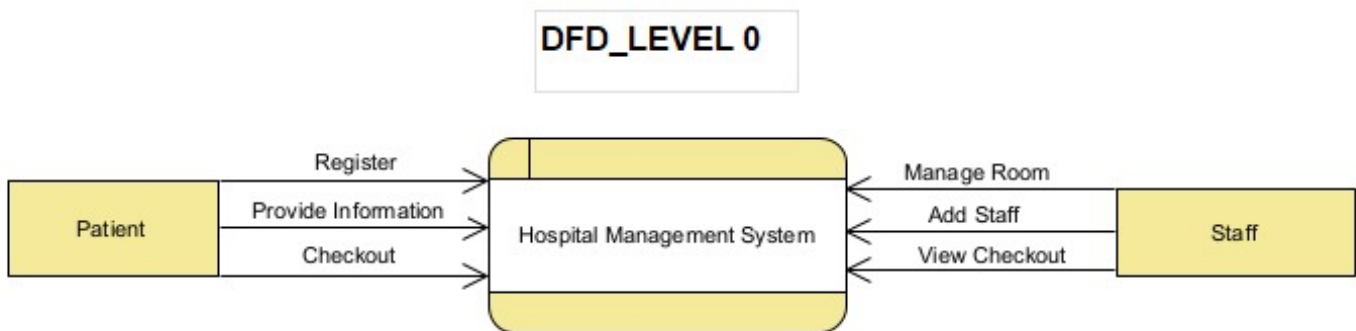 DFD_LEVEL 0
Register
Provide Information
Checkout
Patient
Hospital Management System
Manage Room
Add Staff
View Checkout
Staff